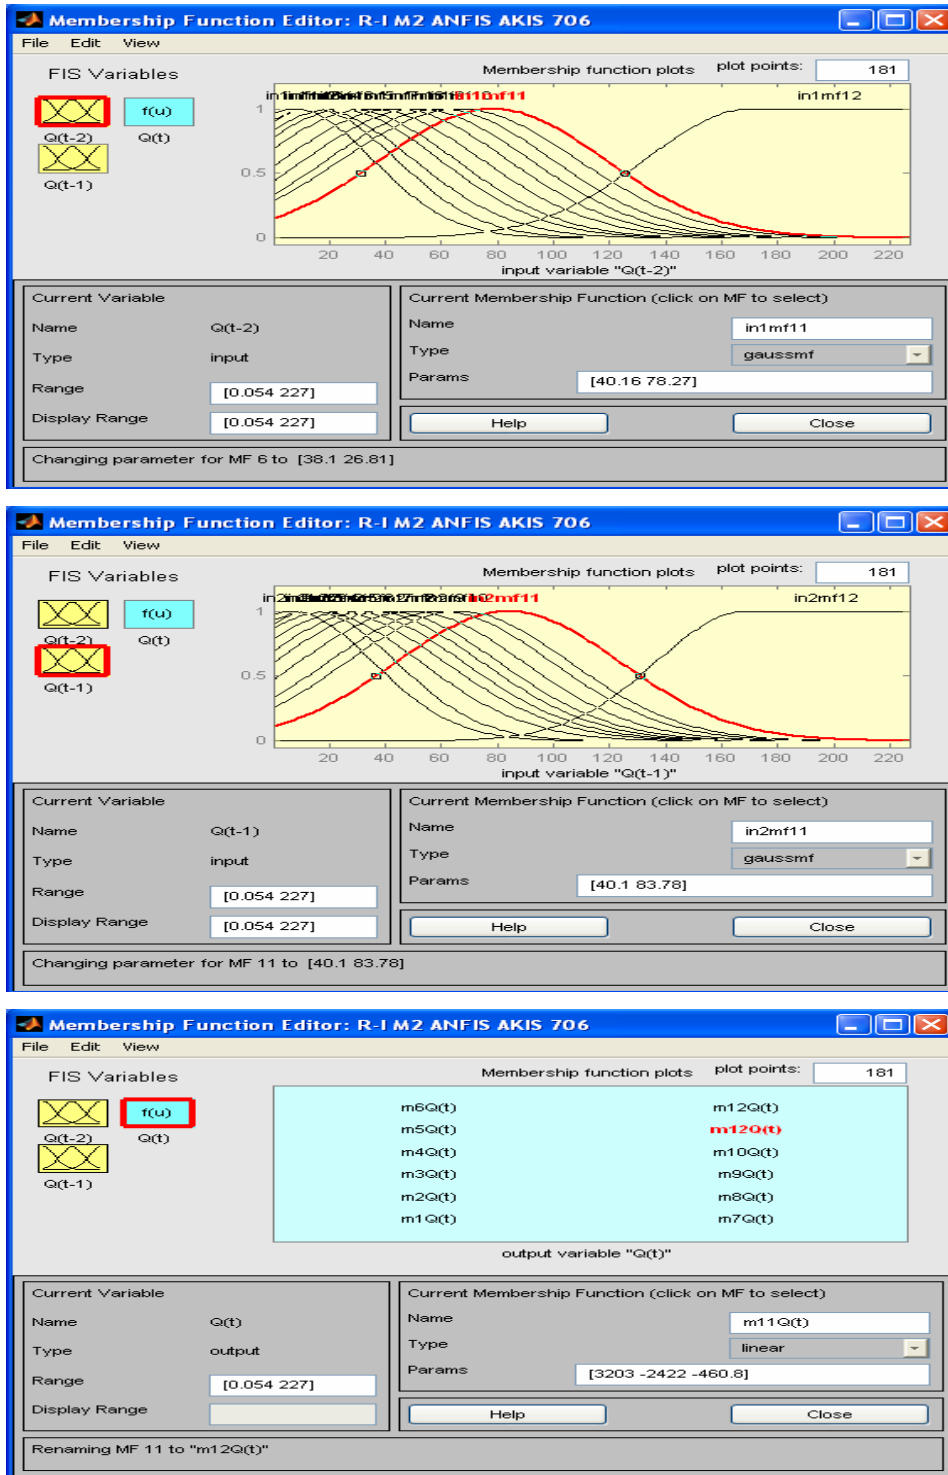 Membership Function Editor: R-I M2 ANFIS AKIS 706
File Edit View
FIS Variables
Membership function plots plot points: 181
f(u)
Q(t-2) Q(t)
Q(t-1)
in1mf11 in1mf12
1
0.5
0
20 40 60 80 100 120 140 160 180 200 220
input variable "Q(t-2)"
Current Variable
Name Q(t-2)
Type input
Range [0.054 227]
Display Range [0.054 227]
Current Membership Function (click on MF to select)
Name in1mf11
Type gaussmf
Params [40.16 78.27]
Help Close
Changing parameter for MF 6 to [38.1 26.81]
Membership Function Editor: R-I M2 ANFIS AKIS 706
File Edit View
FIS Variables
Membership function plots plot points: 181
f(u)
Q(t-2) Q(t)
Q(t-1)
in2mf11 in2mf12
1
0.5
0
20 40 60 80 100 120 140 160 180 200 220
input variable "Q(t-1)"
Current Variable
Name Q(t-1)
Type input
Range [0.054 227]
Display Range [0.054 227]
Current Membership Function (click on MF to select)
Name in2mf11
Type gaussmf
Params [40.1 83.78]
Help Close
Changing parameter for MF 11 to [40.1 83.78]
Membership Function Editor: R-I M2 ANFIS AKIS 706
File Edit View
FIS Variables
Membership function plots plot points: 181
f(u)
Q(t-2) Q(t)
Q(t-1)
m6Q(t) m12Q(t)
m5Q(t) m12Q(t)
m4Q(t) m10Q(t)
m3Q(t) m9Q(t)
m2Q(t) m8Q(t)
m1Q(t) m7Q(t)
output variable "Q(t)"
Current Variable
Name Q(t)
Type output
Range [0.054 227]
Display Range
Current Membership Function (click on MF to select)
Name m11Q(t)
Type linear
Params [3203 -2422 -460.8]
Help Close
Renaming MF 11 to "m12Q(t)"